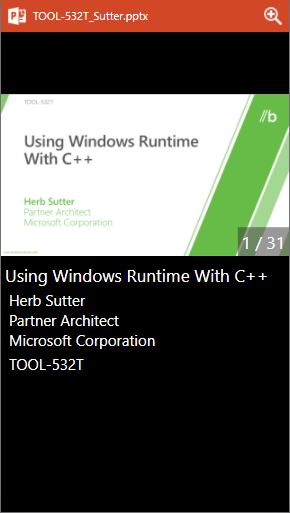 TOOL-532T_Sutter.pptx
TOOL-532T
//b
Using Windows Runtime
With C++
Herb Sutter
Partner Architect
Microsoft Corporation
1 / 31
Using Windows Runtime With C++
Herb Sutter
Partner Architect
Microsoft Corporation
TOOL-532T